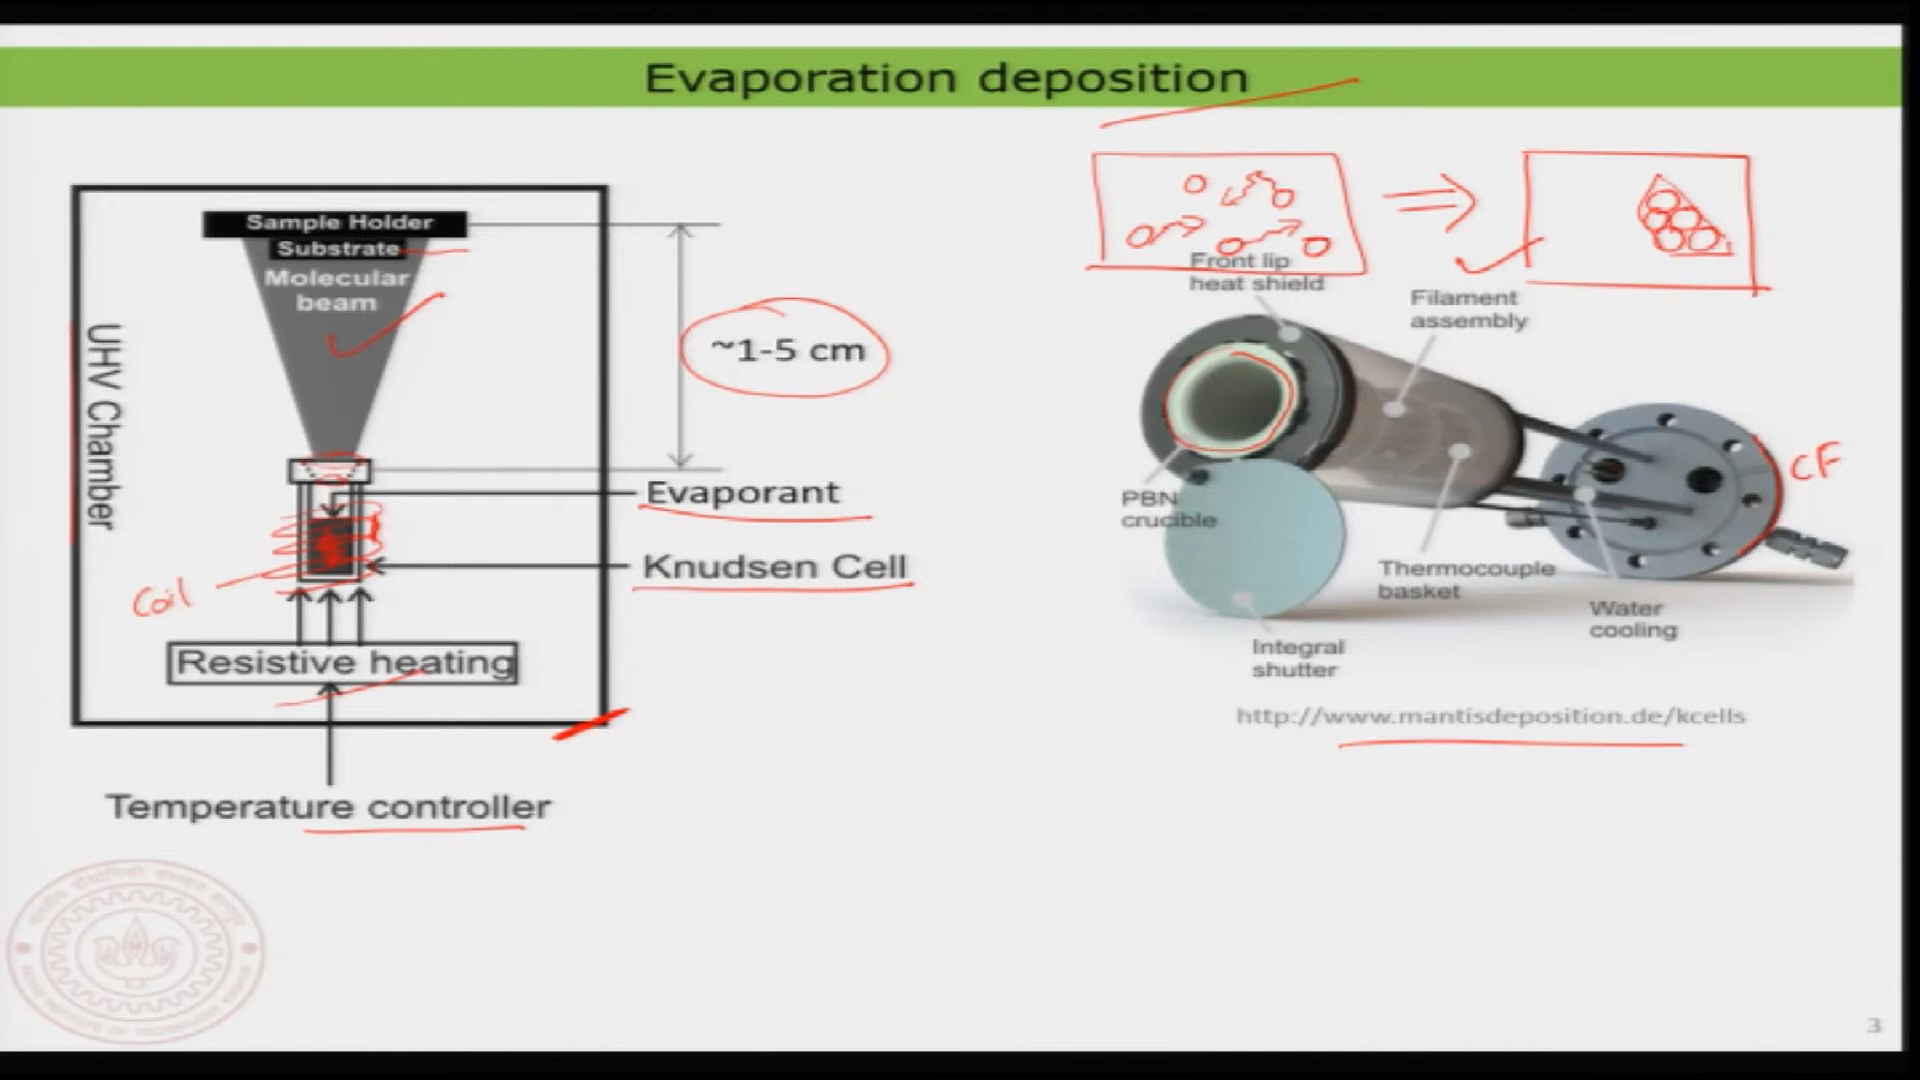 Evaporation deposition
Sample Holder
Substrate
Molecular
beam
UHV Chamber
~1-5 cm
Evaporant
Knudsen Cell
Coil
Resistive heating
Temperature controller
Front lip
heat shield
Filament
assembly
CF
PBN
crucible
Thermocouple
basket
Water
cooling
Integral
shutter
http://www.mantisdeposition.de/kcells
3